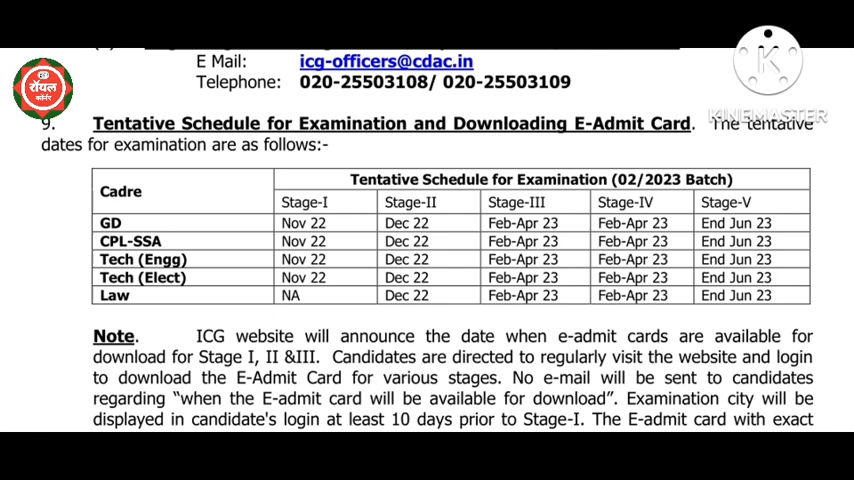 E Mail: icg-officers@cdac.in
Telephone: 020-25503108/ 020-25503109
रॉयल
कॉर्नर
KINEMASTER
9. Tentative Schedule for Examination and Downloading E-Admit Card. The tentative
dates for examination are as follows:-
Cadre Tentative Schedule for Examination (02/2023 Batch)
Stage-I Stage-II Stage-III Stage-IV Stage-V
GD Nov 22 Dec 22 Feb-Apr 23 Feb-Apr 23 End Jun 23
CPL-SSA Nov 22 Dec 22 Feb-Apr 23 Feb-Apr 23 End Jun 23
Tech (Engg) Nov 22 Dec 22 Feb-Apr 23 Feb-Apr 23 End Jun 23
Tech (Elect) Nov 22 Dec 22 Feb-Apr 23 Feb-Apr 23 End Jun 23
Law NA Dec 22 Feb-Apr 23 Feb-Apr 23 End Jun 23
Note. ICG website will announce the date when e-admit cards are available for
download for Stage I, II &III. Candidates are directed to regularly visit the website and login
to download the E-Admit Card for various stages. No e-mail will be sent to candidates
regarding “when the E-admit card will be available for download”. Examination city will be
displayed in candidate's login at least 10 days prior to Stage-I. The E-admit card with exact